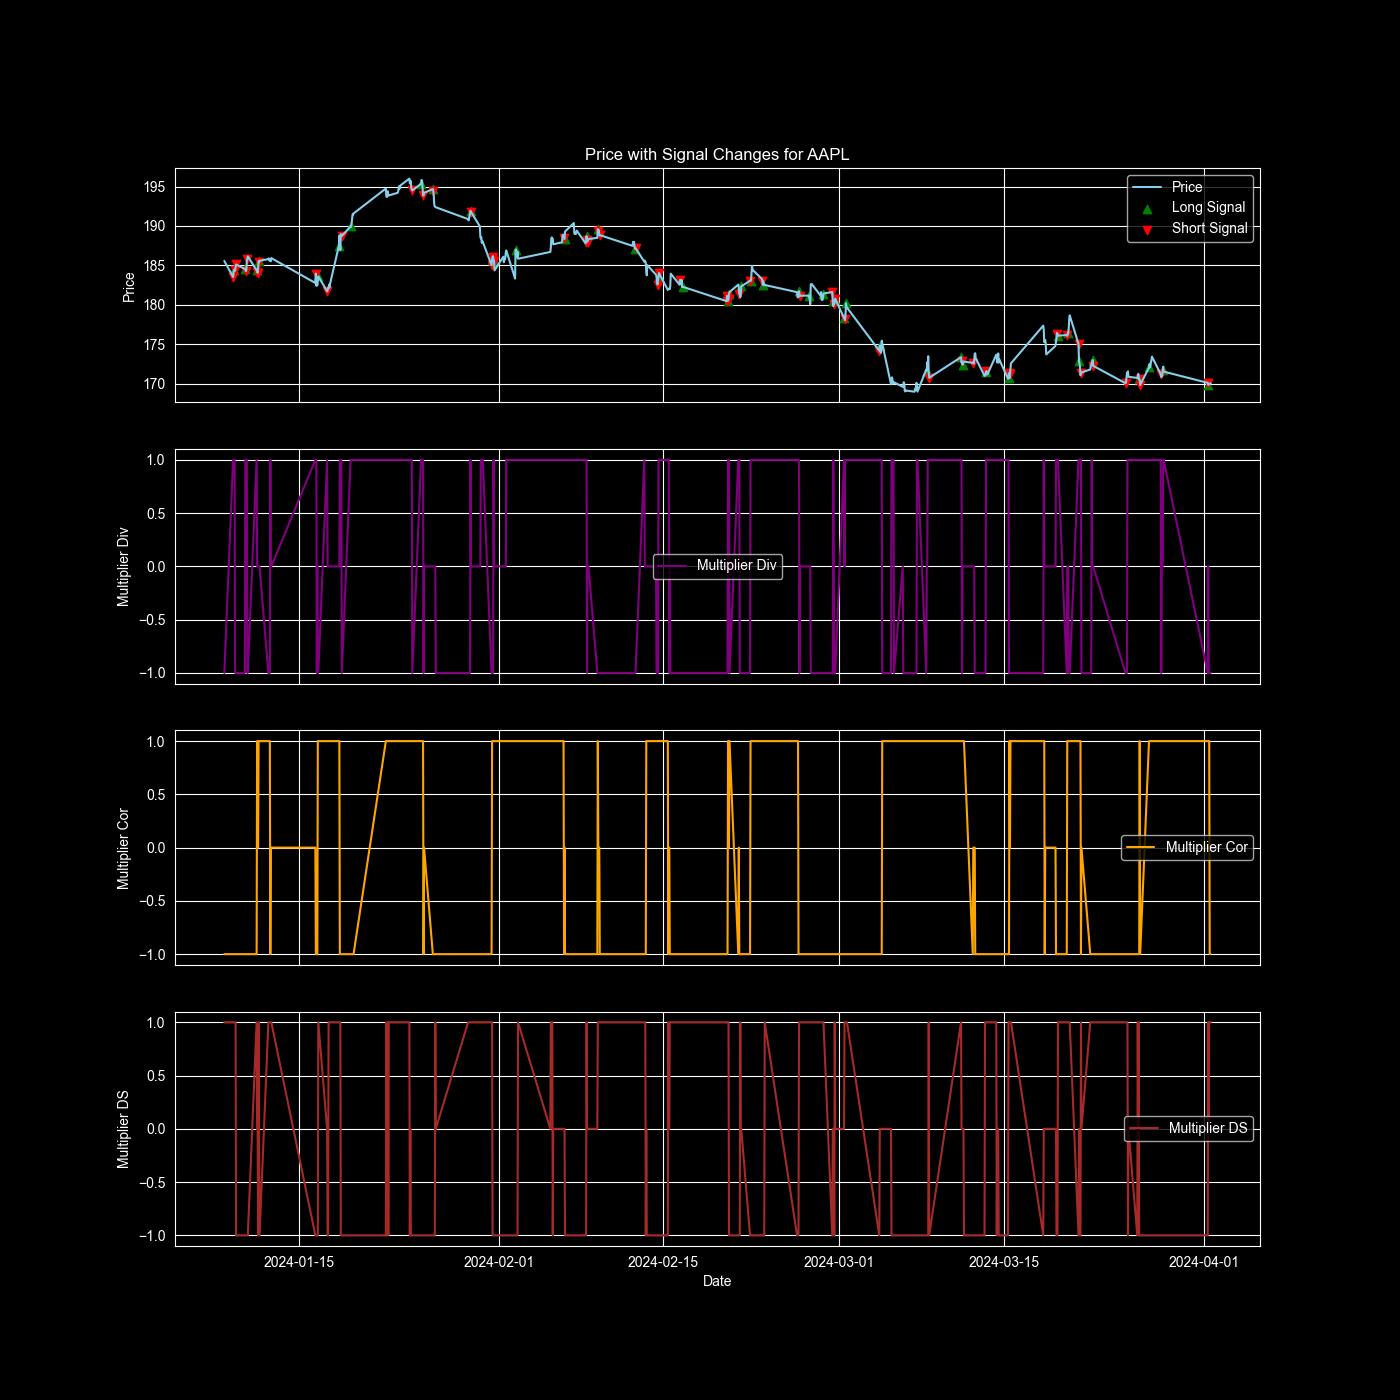 Price with Signal Changes for AAPL
195
190
185
180
175
170
Price
Price
Long Signal
Short Signal
1.0
0.5
0.0
−0.5
−1.0
Multiplier Div
Multiplier Div
1.0
0.5
0.0
−0.5
−1.0
Multiplier Cor
Multiplier Cor
1.0
0.5
0.0
−0.5
−1.0
Multiplier DS
Multiplier DS
2024-01-15 2024-02-01 2024-02-15 2024-03-01 2024-03-15 2024-04-01
Date